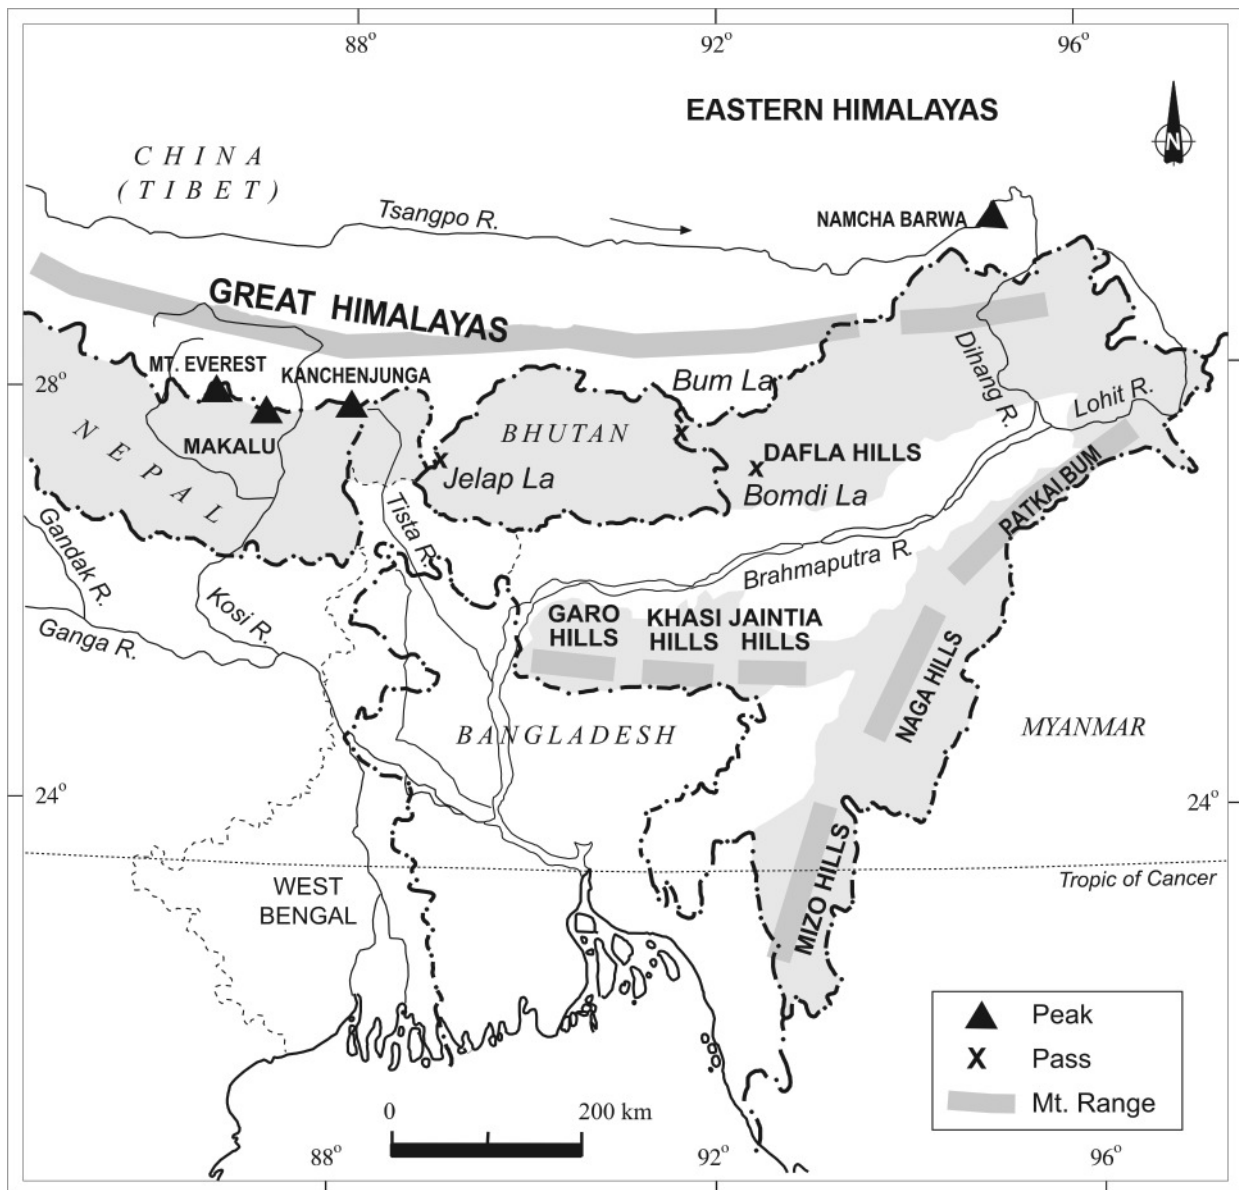 88°
92°
96°
EASTERN HIMALAYAS
N
CHINA
(TIBET)
Tsangpo R.
NAMCHA BARWA
GREAT HIMALAYAS
MT. EVEREST
KANCHENJUNGA
28°
Bum La
Dihang R.
Lohit R.
NEPAL
MAKALU
BHUTAN
DAFLA HILLS
Jelap La
Bomdi La
PATKAI BUM
Tista R.
Gandak R.
Brahmaputra R.
Kosi R.
GARO
HILLS
KHASI
HILLS
JAINTIA
HILLS
Ganga R.
NAGA HILLS
BANGLADESH
MYANMAR
24°
24°
MIZO HILLS
Tropic of Cancer
WEST
BENGAL
Peak
X Pass
Mt. Range
0
200 km
88°
92°
96°